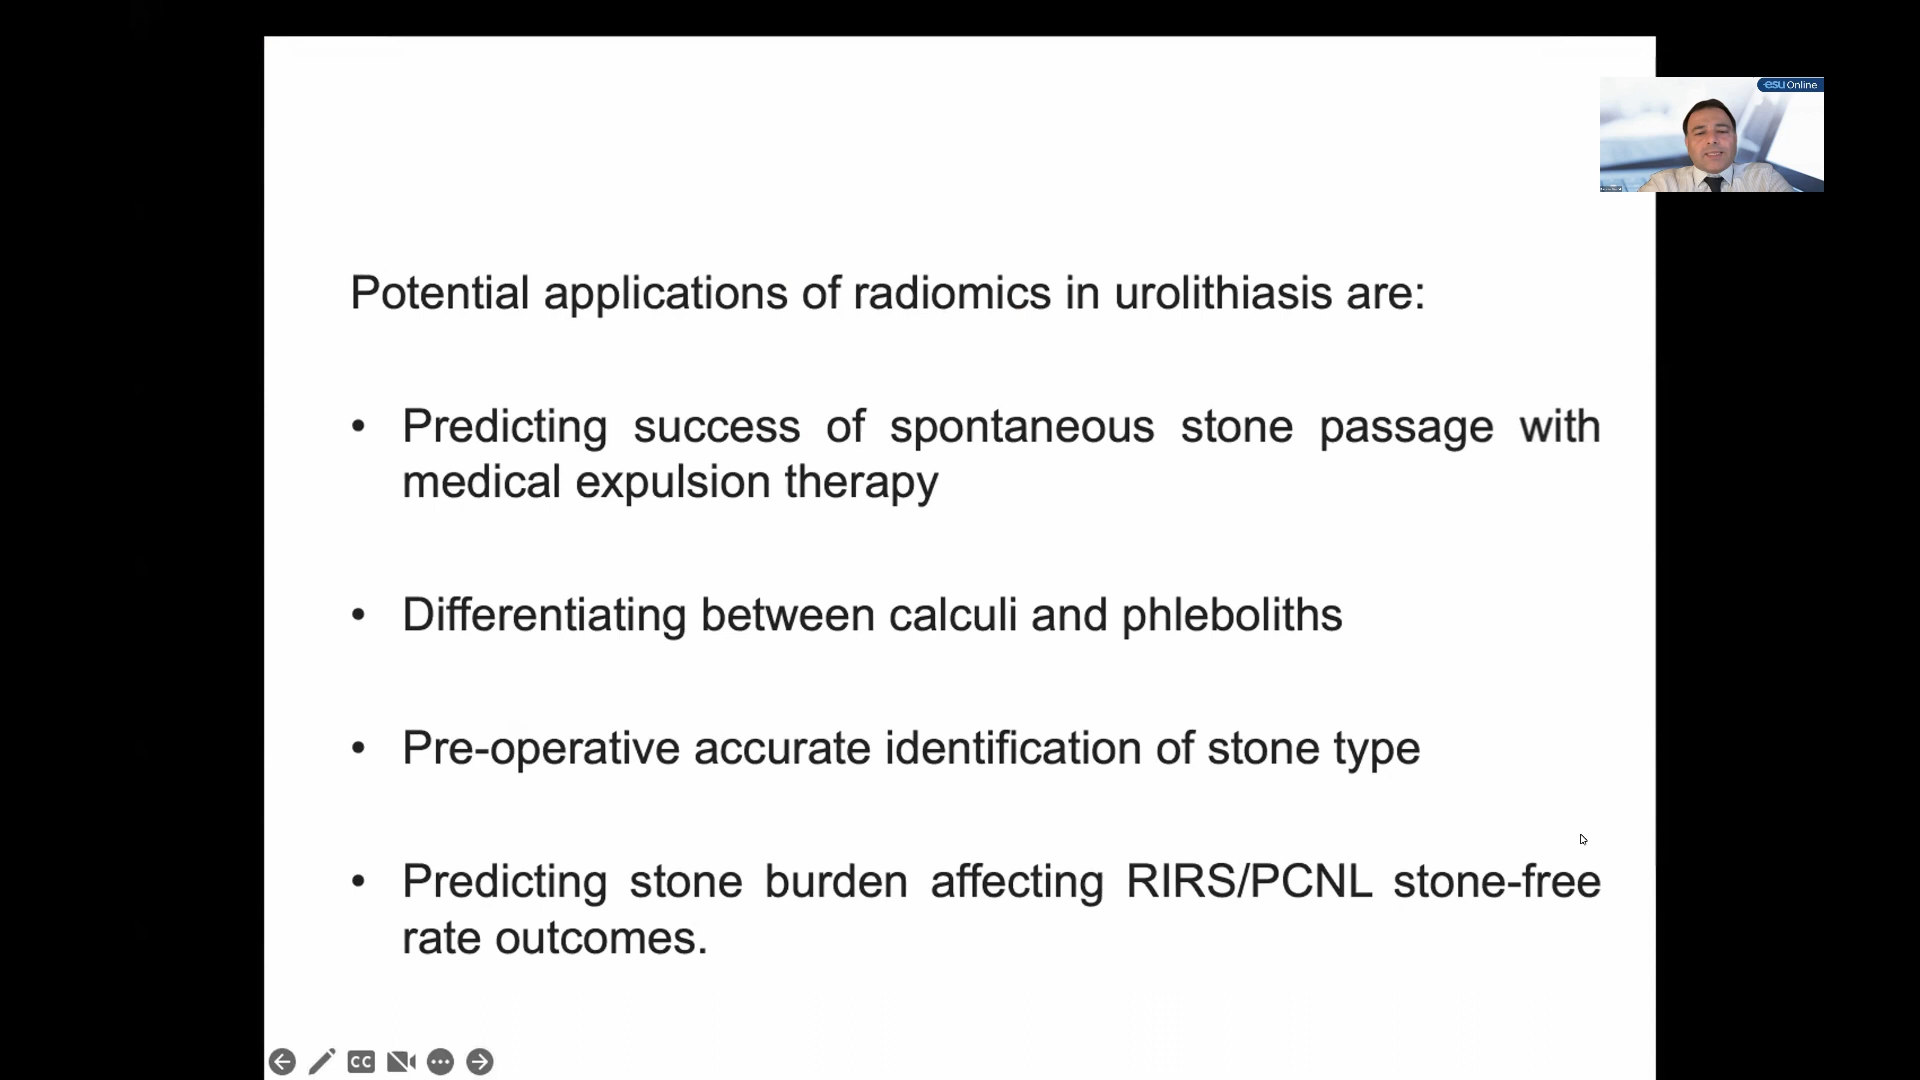 esu Online
Potential applications of radiomics in urolithiasis are:
• Predicting success of spontaneous stone passage with
medical expulsion therapy
• Differentiating between calculi and phleboliths
• Pre-operative accurate identification of stone type
• Predicting stone burden affecting RIRS/PCNL stone-free
rate outcomes.
CC